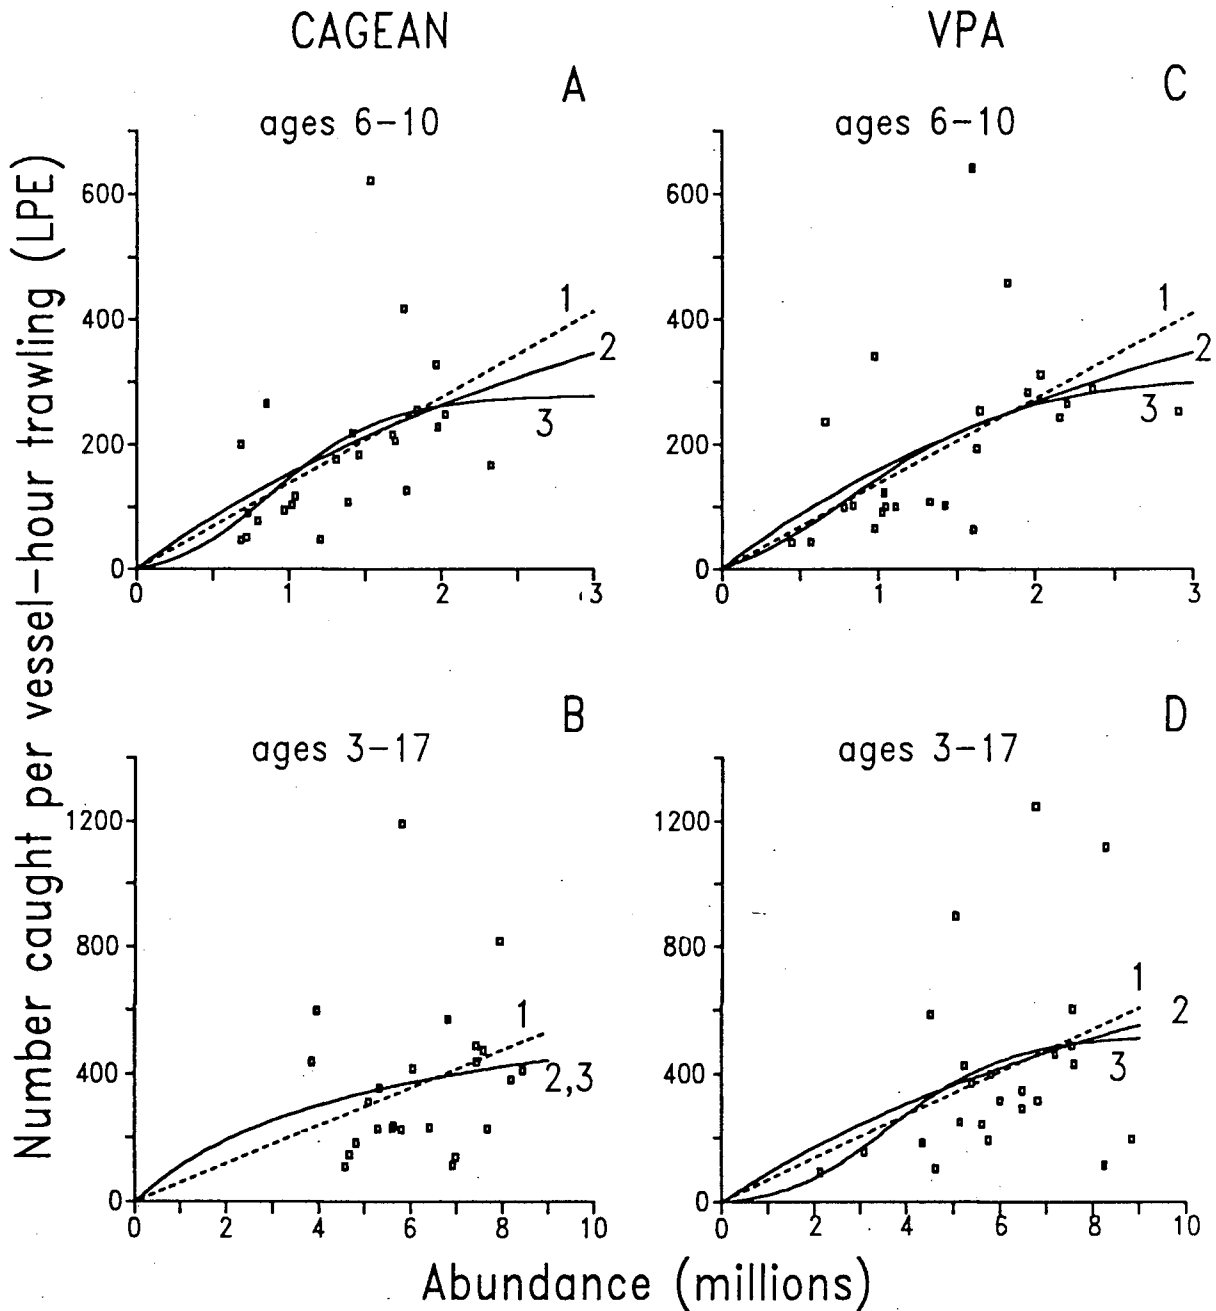 CAGEAN
VPA
Number caught per vessel-hour trawling (LPE)
A
ages 6-10
600
400
200
0
0 1 2 3
1
2
3
C
ages 6-10
600
400
200
0
0 1 2 3
1
2
3
B
ages 3-17
1200
800
400
0
0 2 4 6 8 10
1
2,3
D
ages 3-17
1200
800
400
0
0 2 4 6 8 10
1
2
3
Abundance (millions)